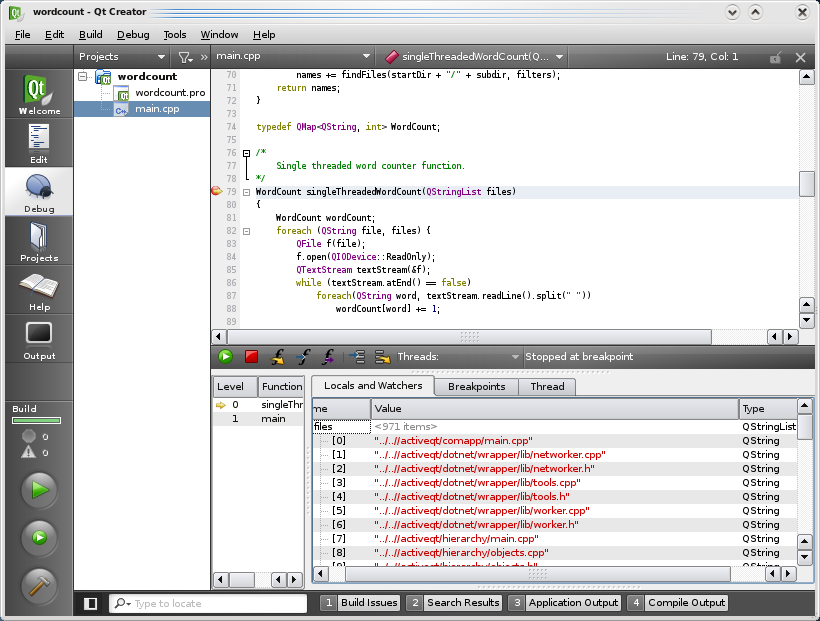 wordcount - Qt Creator
File Edit Build Debug Tools Window Help
Projects
main.cpp
singleThreadedWordCount(Q...
Line: 79, Col: 1
Welcome
Edit
Debug
Projects
Help
Output
Build
0
0
wordcount
wordcount.pro
main.cpp
70 names += findFiles(startDir + "/" + subdir, filters);
71 return names;
72 }
73
74 typedef QMap<QString, int> WordCount;
75
76 /*
77 Single threaded word counter function.
78 */
79 WordCount singleThreadedWordCount(QStringList files)
80 {
81 WordCount wordCount;
82 foreach (QString file, files) {
83 QFile f(file);
84 f.open(QIODevice::ReadOnly);
85 QTextStream textStream(&f);
86 while (textStream.atEnd() == false)
87 foreach(QString word, textStream.readLine().split(" "))
88 wordCount[word] += 1;
89
Threads:
Stopped at breakpoint
Level Function
0 singleThr
1 main
Locals and Watchers Breakpoints Thread
me Value Type
files <971 items> QStringList
[0] "../..//activeqt/comapp/main.cpp" QString
[1] "../..//activeqt/dotnet/wrapper/lib/networker.cpp" QString
[2] "../..//activeqt/dotnet/wrapper/lib/networker.h" QString
[3] "../..//activeqt/dotnet/wrapper/lib/tools.cpp" QString
[4] "../..//activeqt/dotnet/wrapper/lib/tools.h" QString
[5] "../..//activeqt/dotnet/wrapper/lib/worker.cpp" QString
[6] "../..//activeqt/dotnet/wrapper/lib/worker.h" QString
[7] "../..//activeqt/hierarchy/main.cpp" QString
[8] "../..//activeqt/hierarchy/objects.cpp" QString
[9] "../..//activeqt/hierarchy/objects.h" QString
Type to locate
1 Build Issues 2 Search Results 3 Application Output 4 Compile Output